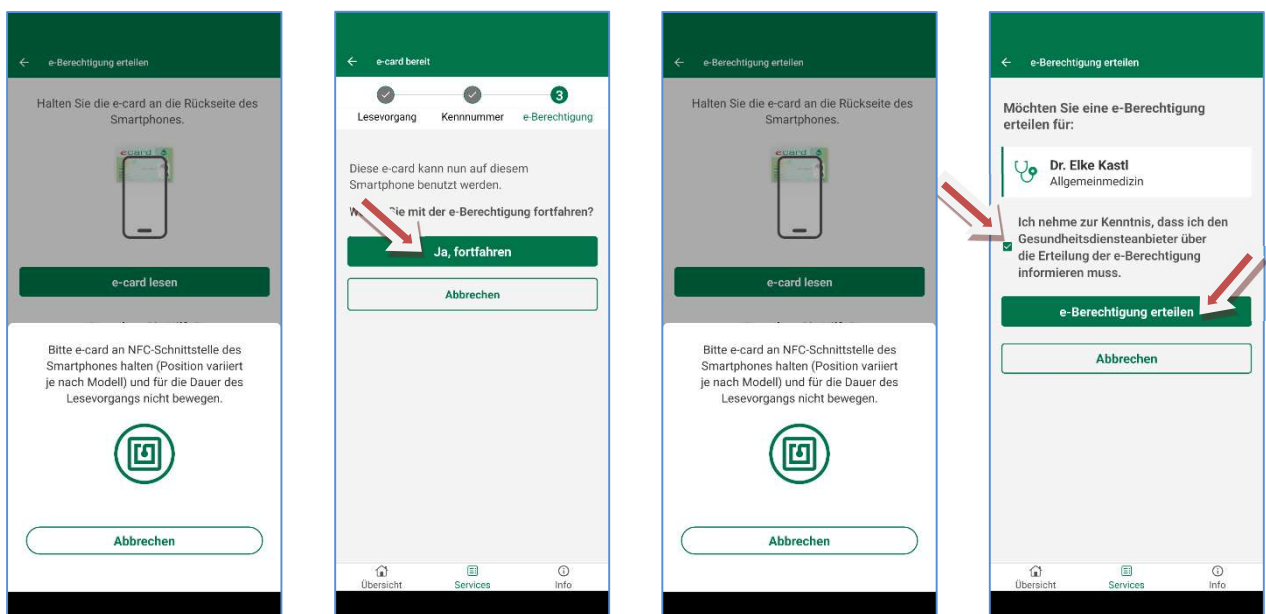 e-Berechtigung erteilen
Halten Sie die e-card an die Rückseite des
Smartphones.
ecard
e-card lesen
Bitte e-card an NFC-Schnittstelle des
Smartphones halten (Position variiert
je nach Modell) und für die Dauer des
Lesevorgangs nicht bewegen.
Abbrechen
e-card bereit
3
Lesevorgang Kennnummer e-Berechtigung
Diese e-card kann nun auf diesem
Smartphone benutzt werden.
Sie mit der e-Berechtigung fortfahren?
Ja, fortfahren
Abbrechen
Übersicht Services Info
e-Berechtigung erteilen
Halten Sie die e-card an die Rückseite des
Smartphones.
ecard
e-card lesen
Bitte e-card an NFC-Schnittstelle des
Smartphones halten (Position variiert
je nach Modell) und für die Dauer des
Lesevorgangs nicht bewegen.
Abbrechen
e-Berechtigung erteilen
Möchten Sie eine e-Berechtigung
erteilen für:
Dr. Elke Kastl
Allgemeinmedizin
Ich nehme zur Kenntnis, dass ich den
Gesundheitsdiensteanbieter über
die Erteilung der e-Berechtigung
informieren muss.
e-Berechtigung erteilen
Abbrechen
Übersicht Services Info